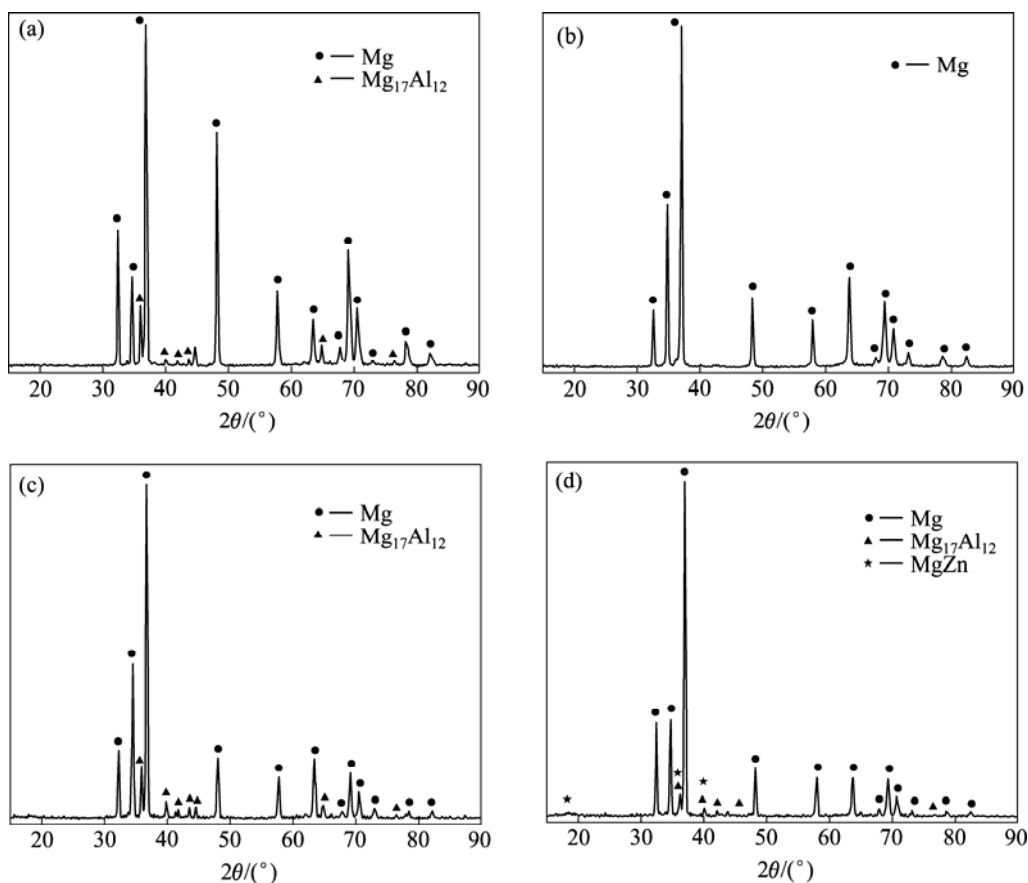 (a)
● — Mg
▲ — Mg₁₇Al₁₂
20 30 40 50 60 70 80 90
2θ/(°)
(b)
● — Mg
20 30 40 50 60 70 80 90
2θ/(°)
(c)
● — Mg
▲ — Mg₁₇Al₁₂
20 30 40 50 60 70 80 90
2θ/(°)
(d)
● — Mg
▲ — Mg₁₇Al₁₂
★ — MgZn
20 30 40 50 60 70 80 90
2θ/(°)